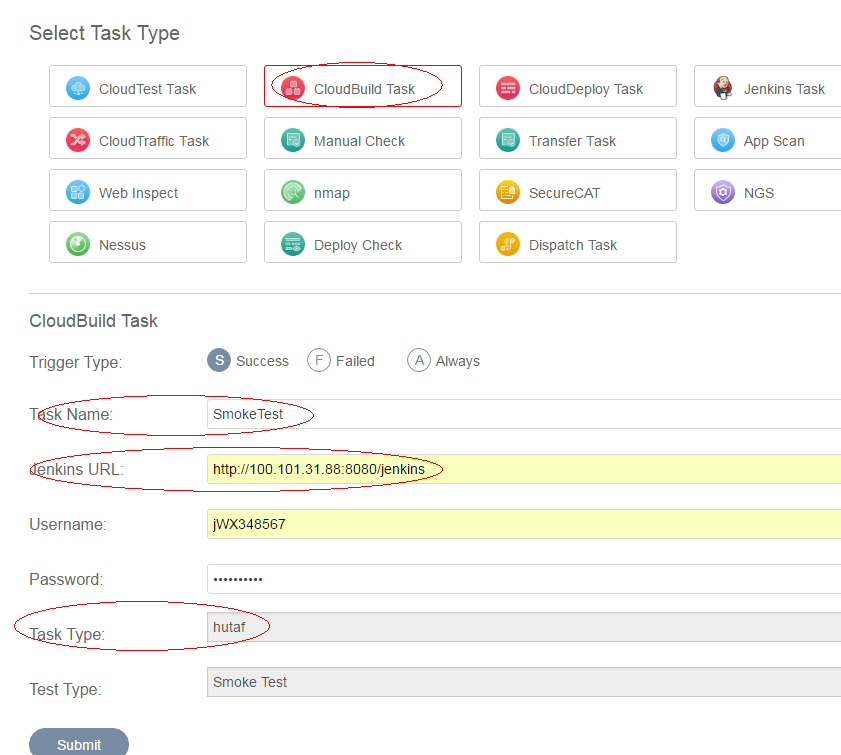 Select Task Type
CloudTest Task
CloudBuild Task
CloudDeploy Task
Jenkins Task
CloudTraffic Task
Manual Check
Transfer Task
App Scan
Web Inspect
nmap
SecureCAT
NGS
Nessus
Deploy Check
Dispatch Task
CloudBuild Task
Trigger Type: S Success F Failed A Always
Task Name: SmokeTest
Jenkins URL: http://100.101.31.88:8080/jenkins
Username: jWX348567
Password: ••••••••••
Task Type: hutaf
Test Type: Smoke Test
Submit